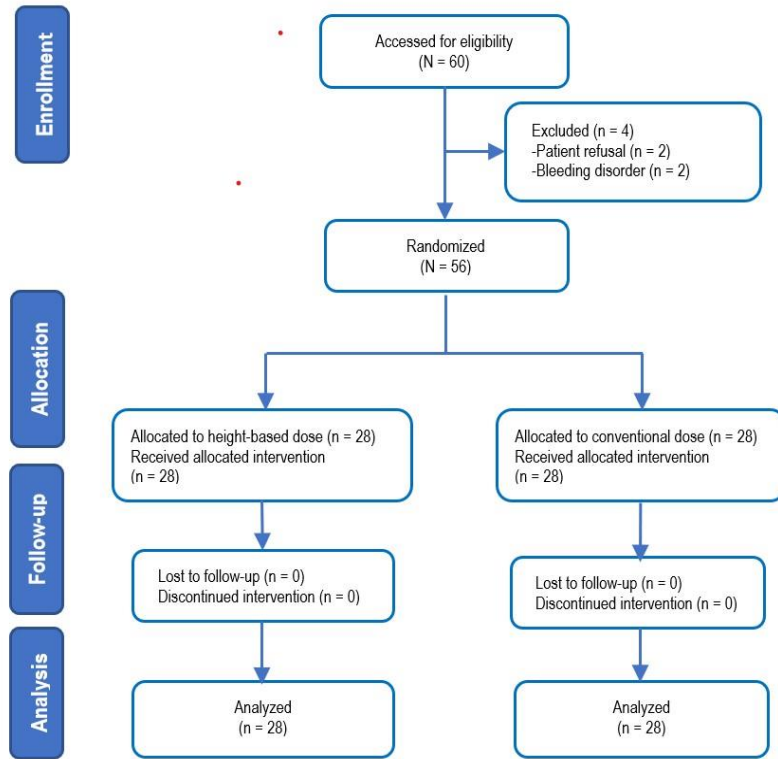 Enrollment
Accessed for eligibility
(N = 60)
Excluded (n = 4)
-Patient refusal (n = 2)
-Bleeding disorder (n = 2)
Randomized
(N = 56)
Allocation
Allocated to height-based dose (n = 28)
Received allocated intervention
(n = 28)
Allocated to conventional dose (n = 28)
Received allocated intervention
(n = 28)
Follow-up
Lost to follow-up (n = 0)
Discontinued intervention (n = 0)
Lost to follow-up (n = 0)
Discontinued intervention (n = 0)
Analysis
Analyzed
(n = 28)
Analyzed
(n = 28)